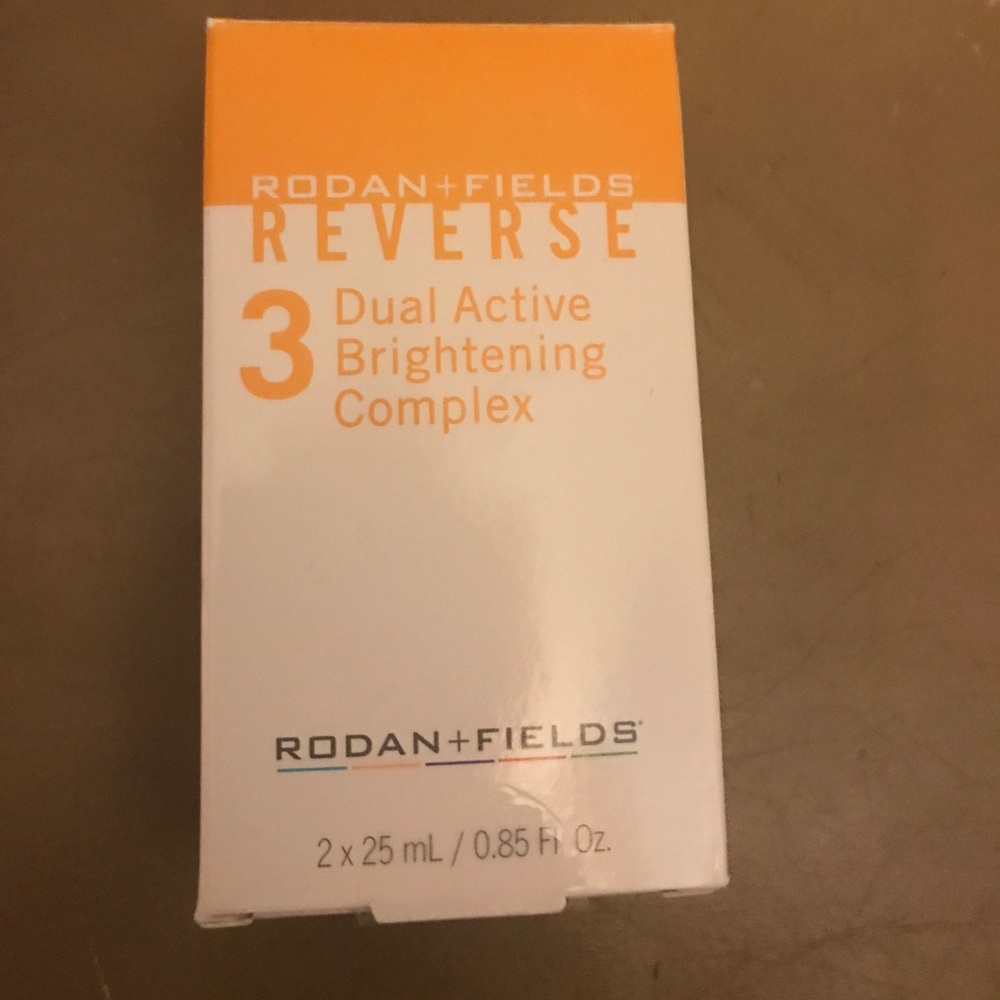 RODAN+FIELDS
REVERSE
3 Dual Active
Brightening
Complex
RODAN+FIELDS
2 x 25 mL / 0.85 Fl Oz.